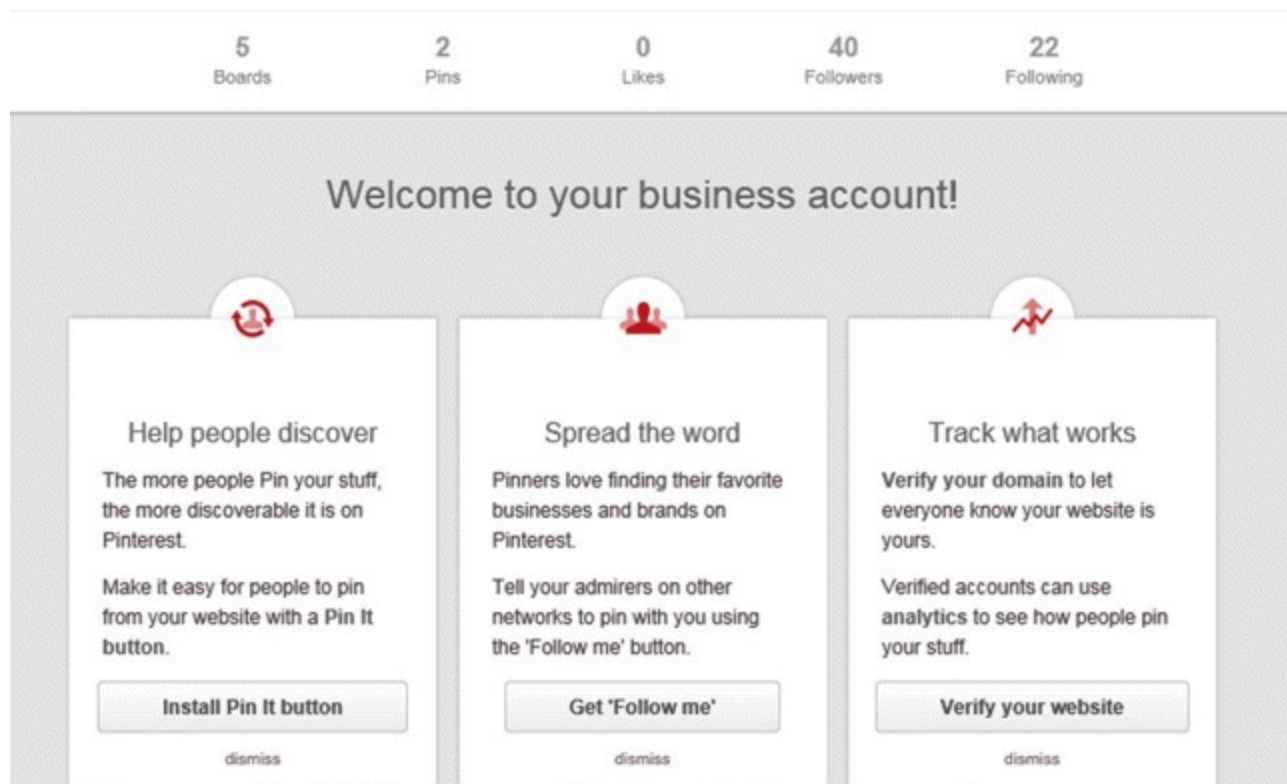 5 2 0 40 22
Boards Pins Likes Followers Following
Welcome to your business account!
Help people discover
The more people Pin your stuff,
the more discoverable it is on
Pinterest.
Make it easy for people to pin
from your website with a Pin It
button.
Install Pin It button
dismiss
Spread the word
Pinners love finding their favorite
businesses and brands on
Pinterest.
Tell your admirers on other
networks to pin with you using
the 'Follow me' button.
Get 'Follow me'
dismiss
Track what works
Verify your domain to let
everyone know your website is
yours.
Verified accounts can use
analytics to see how people pin
your stuff.
Verify your website
dismiss